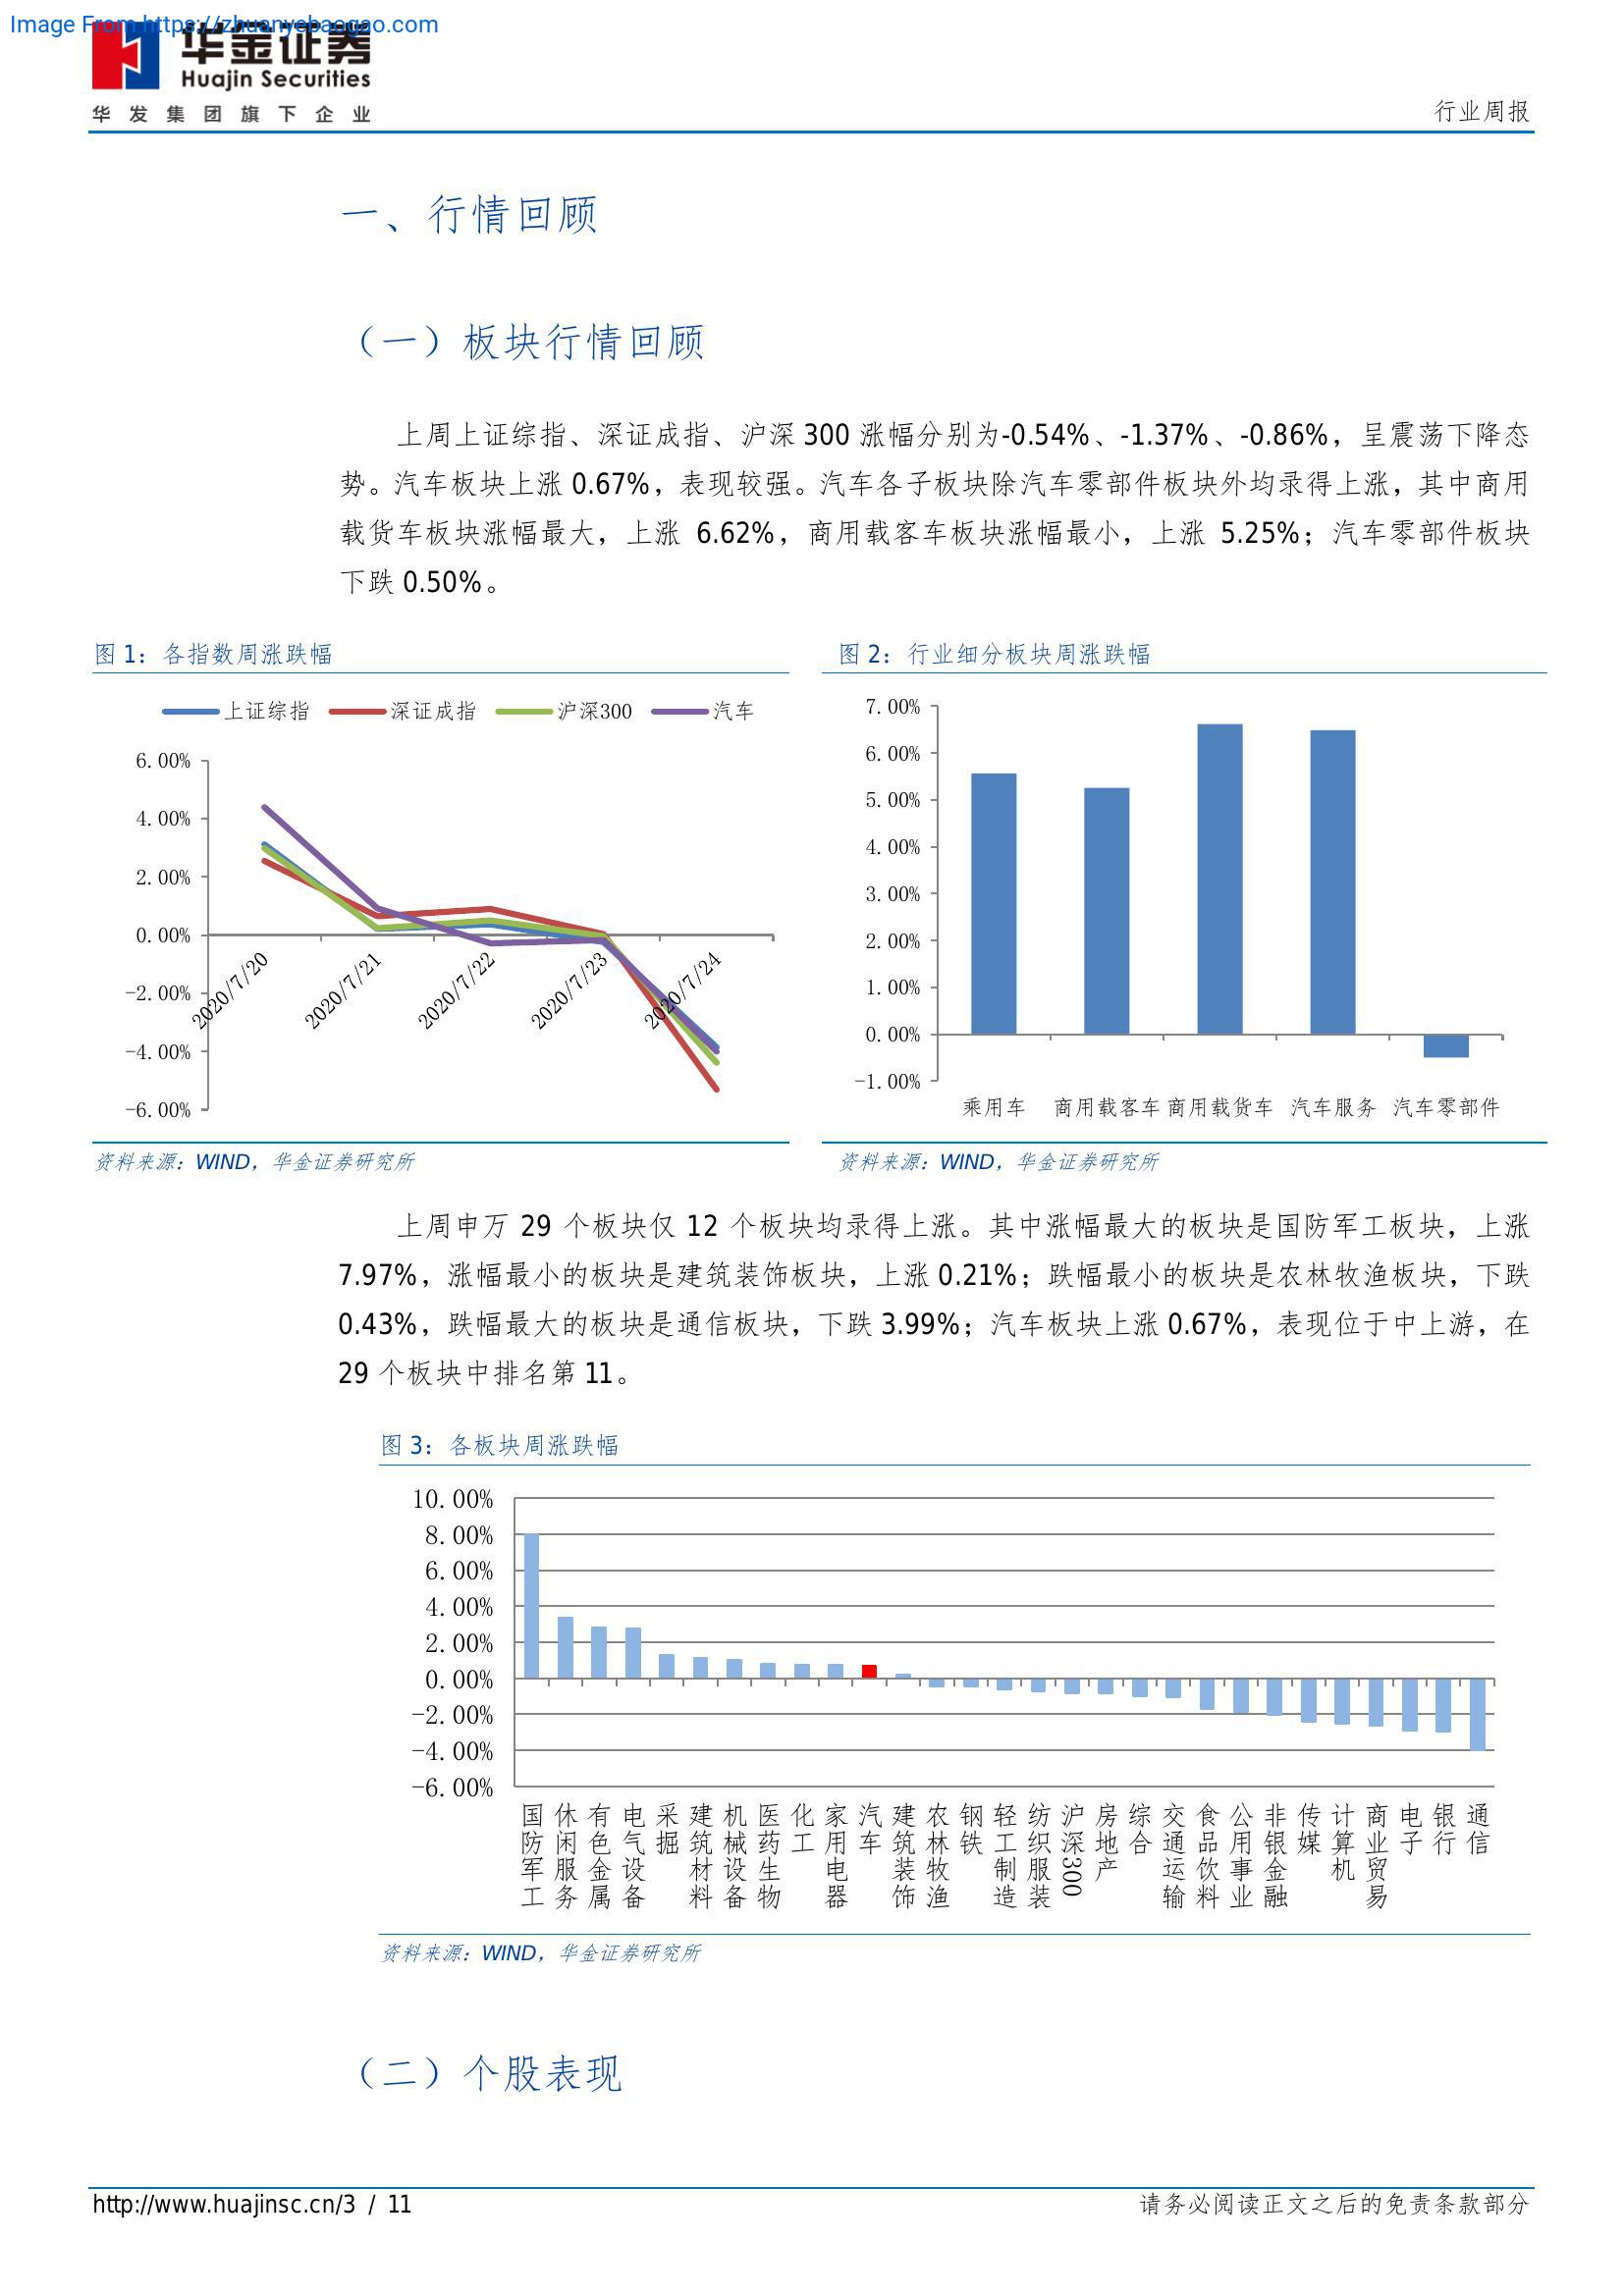 Image From https://zhuanyebaogao.com
华金证券
Huajin Securities
华发集团旗下企业
行业周报
一、行情回顾
（一）板块行情回顾
上周上证综指、深证成指、沪深 300 涨幅分别为-0.54%、-1.37%、-0.86%，呈震荡下降态
势。汽车板块上涨 0.67%，表现较强。汽车各子板块除汽车零部件板块外均录得上涨，其中商用
载货车板块涨幅最大，上涨 6.62%，商用载客车板块涨幅最小，上涨 5.25%；汽车零部件板块
下跌 0.50%。
图 1：各指数周涨跌幅
上证综指 深证成指 沪深300 汽车
6.00%
4.00%
2.00%
0.00%
-2.00%
-4.00%
-6.00%
2020/7/20 2020/7/21 2020/7/22 2020/7/23 2020/7/24
资料来源：WIND，华金证券研究所
图 2：行业细分板块周涨跌幅
7.00%
6.00%
5.00%
4.00%
3.00%
2.00%
1.00%
0.00%
-1.00%
乘用车 商用载客车 商用载货车 汽车服务 汽车零部件
资料来源：WIND，华金证券研究所
上周申万 29 个板块仅 12 个板块均录得上涨。其中涨幅最大的板块是国防军工板块，上涨
7.97%，涨幅最小的板块是建筑装饰板块，上涨 0.21%；跌幅最小的板块是农林牧渔板块，下跌
0.43%，跌幅最大的板块是通信板块，下跌 3.99%；汽车板块上涨 0.67%，表现位于中上游，在
29 个板块中排名第 11。
图 3：各板块周涨跌幅
10.00%
8.00%
6.00%
4.00%
2.00%
0.00%
-2.00%
-4.00%
-6.00%
国防军工
休闲服务
有色金属
电气设备
采掘
建筑材料
机械设备
医药生物
化工
家用电器
汽车
建筑装饰
农林牧渔
钢铁
轻工制造
纺织服装
沪深300
房地产
综合
交通运输
食品饮料
公用事业
非银金融
传媒
计算机
商业贸易
电子
银行
通信
资料来源：WIND，华金证券研究所
（二）个股表现
http://www.huajinsc.cn/3 / 11
请务必阅读正文之后的免责条款部分